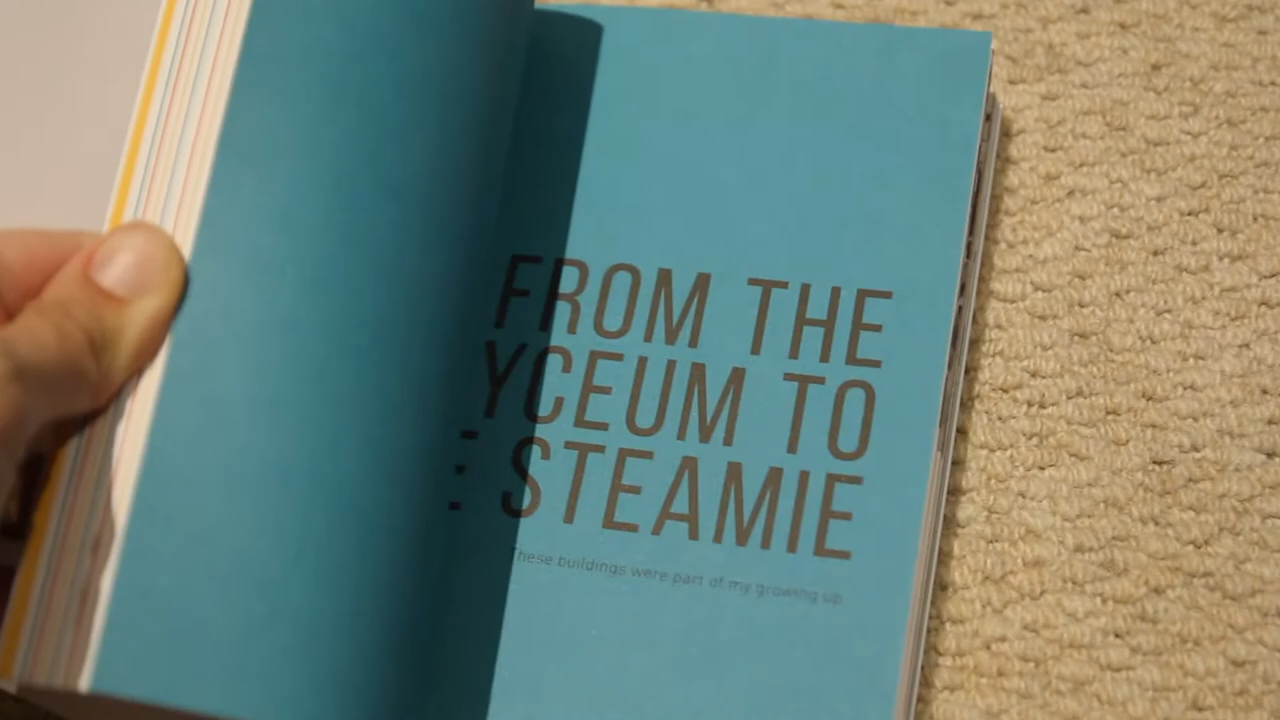 FROM THE
YCEUM TO
E STEAMIE
These buildings were part of my growing up